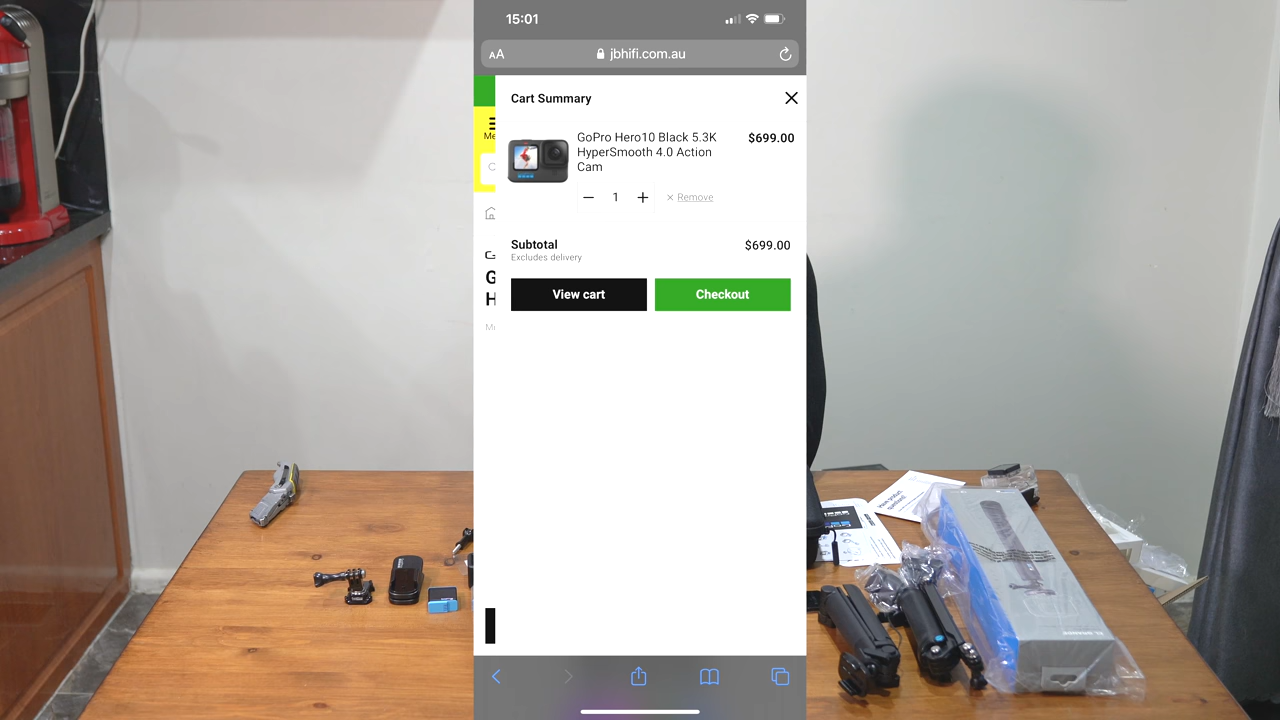 15:01
AA
jbhifi.com.au
Cart Summary
Me
GoPro Hero10 Black 5.3K
HyperSmooth 4.0 Action
Cam
$699.00
1
Remove
Subtotal
$699.00
Excludes delivery
G
H
View cart
Checkout